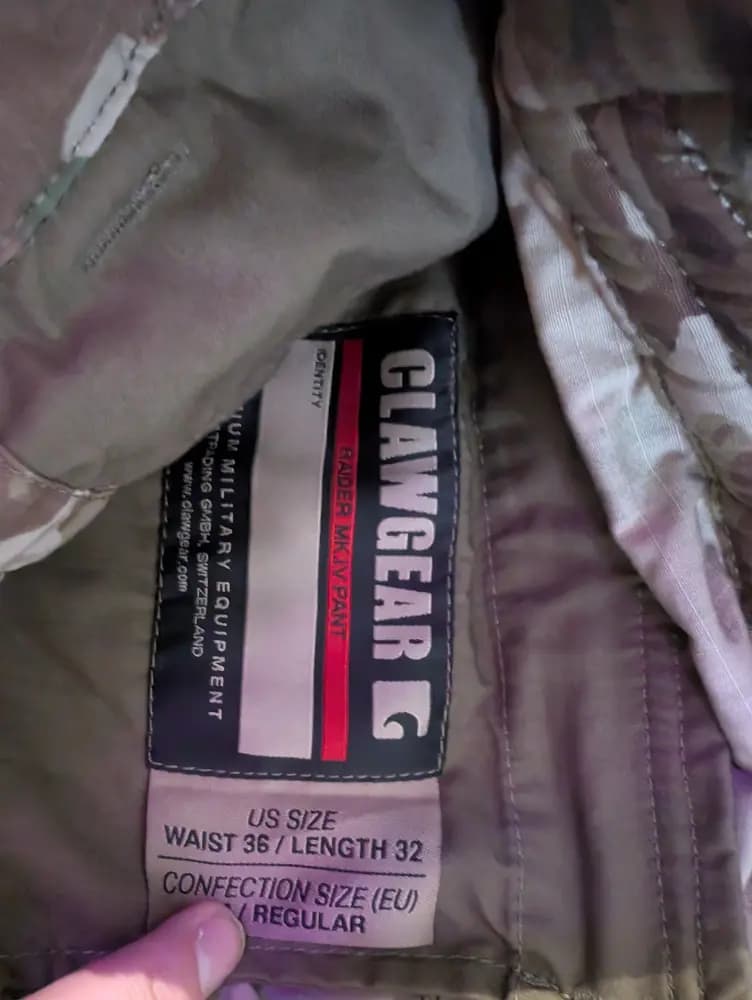 CLAWGEAR
RAIDER MK.IV PANT
IDENTITY
MILITARY EQUIPMENT
TRADING GMBH, SWITZERLAND
www.clawgear.com
US SIZE
WAIST 36 / LENGTH 32
CONFECTION SIZE (EU)
/ REGULAR